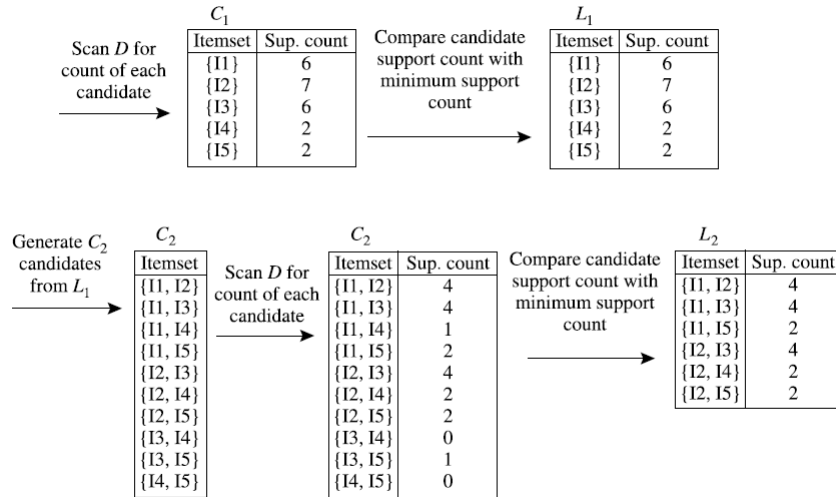 C1
Scan D for
count of each
candidate
Itemset Sup. count
{I1} 6
{I2} 7
{I3} 6
{I4} 2
{I5} 2
Compare candidate
support count with
minimum support
count
L1
Itemset Sup. count
{I1} 6
{I2} 7
{I3} 6
{I4} 2
{I5} 2
Generate C2
candidates
from L1
C2
Itemset
{I1, I2}
{I1, I3}
{I1, I4}
{I1, I5}
{I2, I3}
{I2, I4}
{I2, I5}
{I3, I4}
{I3, I5}
{I4, I5}
Scan D for
count of each
candidate
C2
Itemset Sup. count
{I1, I2} 4
{I1, I3} 4
{I1, I4} 1
{I1, I5} 2
{I2, I3} 4
{I2, I4} 2
{I2, I5} 2
{I3, I4} 0
{I3, I5} 1
{I4, I5} 0
Compare candidate
support count with
minimum support
count
L2
Itemset Sup. count
{I1, I2} 4
{I1, I3} 4
{I1, I5} 2
{I2, I3} 4
{I2, I4} 2
{I2, I5} 2